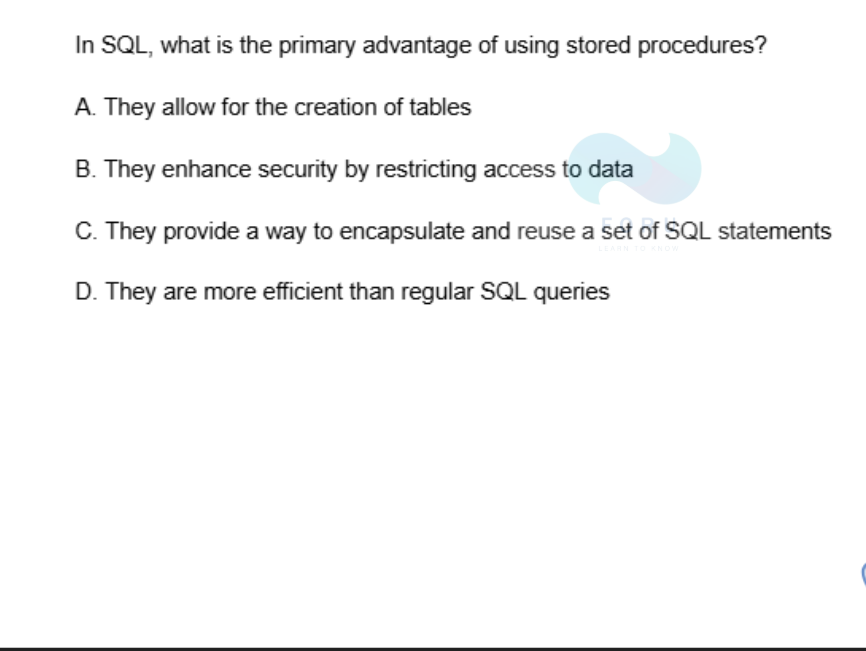 In SQL, what is the primary advantage of using stored procedures?
A. They allow for the creation of tables
B. They enhance security by restricting access to data
C. They provide a way to encapsulate and reuse a set of SQL statements
D. They are more efficient than regular SQL queries